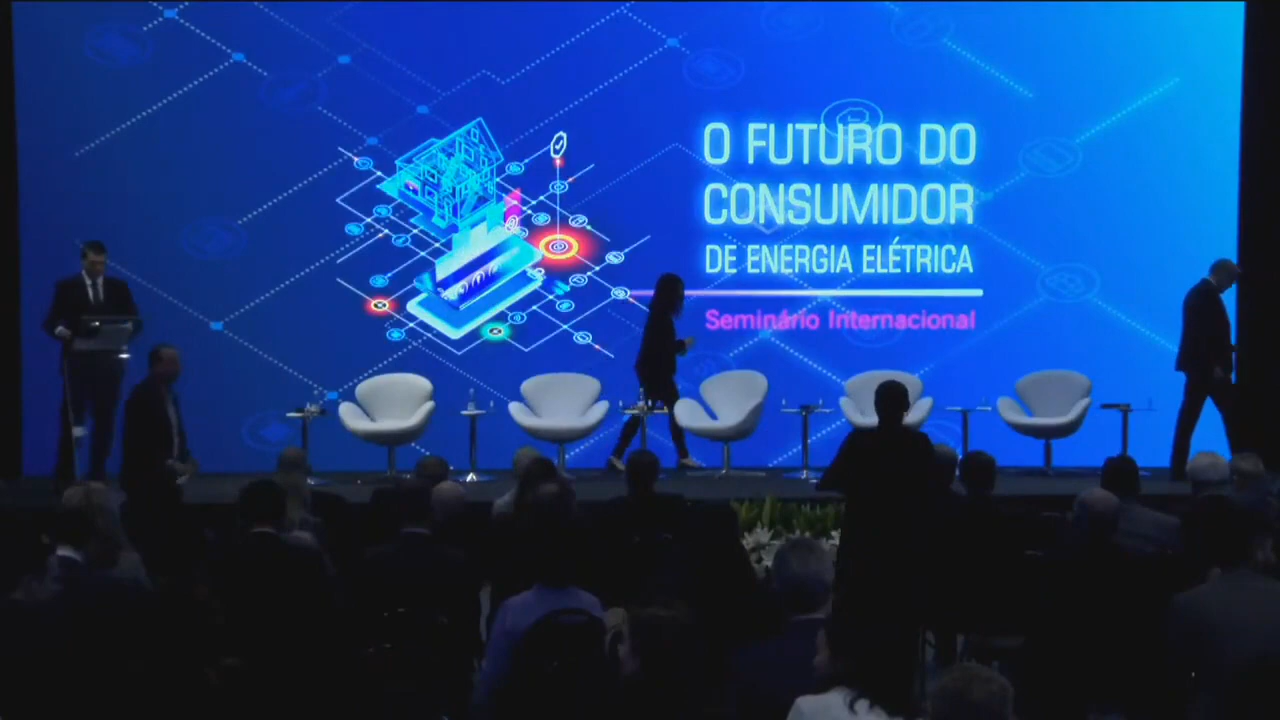 O FUTURO DO
CONSUMIDOR
DE ENERGIA ELÉTRICA
Seminário Internacional